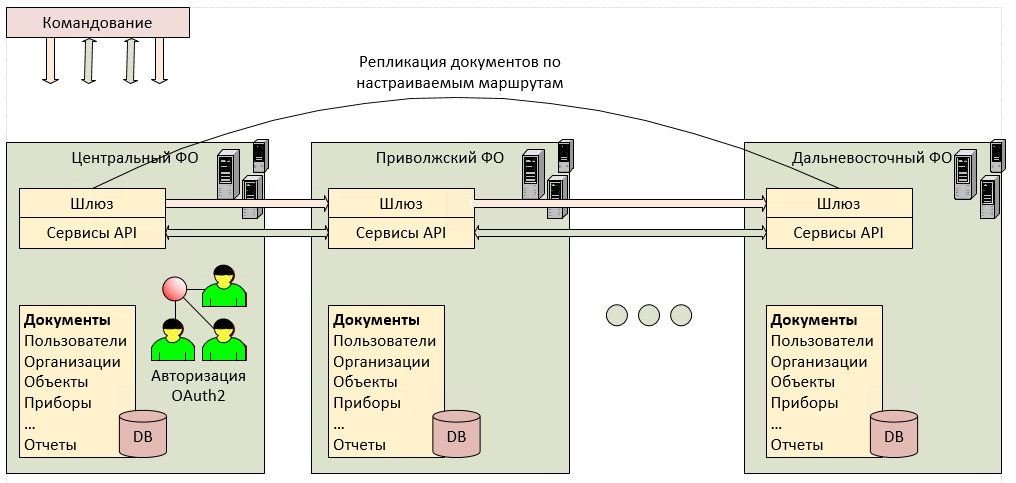 Командование
Репликация документов по
настраиваемым маршрутам
Центральный ФО
Шлюз
Сервисы API
Авторизация
OAuth2
Документы
Пользователи
Организации
Объекты
Приборы
...
Отчеты
DB
Приволжский ФО
Шлюз
Сервисы API
Документы
Пользователи
Организации
Объекты
Приборы
...
Отчеты
DB
Дальневосточный ФО
Шлюз
Сервисы API
Документы
Пользователи
Организации
Объекты
Приборы
...
Отчеты
DB